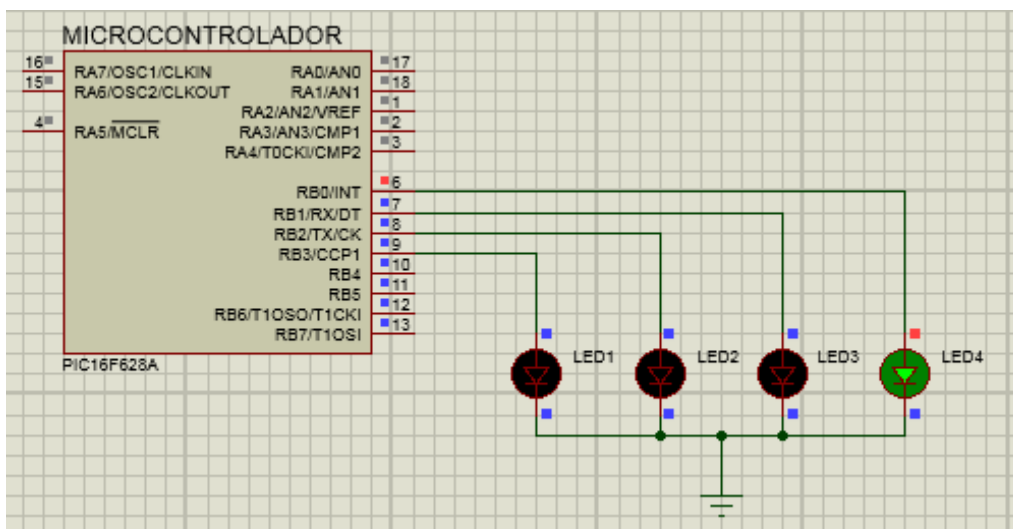 MICROCONTROLADOR
16 RA7/OSC1/CLKIN RA0/AN0 17
15 RA6/OSC2/CLKOUT RA1/AN1 18
RA2/AN2/VREF 1
4 RA5/MCLR RA3/AN3/CMP1 2
RA4/T0CKI/CMP2 3
RB0/INT 6
RB1/RX/DT 7
RB2/TX/CK 8
RB3/CCP1 9
RB4 10
RB5 11
RB6/T1OSO/T1CKI 12
RB7/T1OSI 13
PIC16F628A
LED1 LED2 LED3 LED4